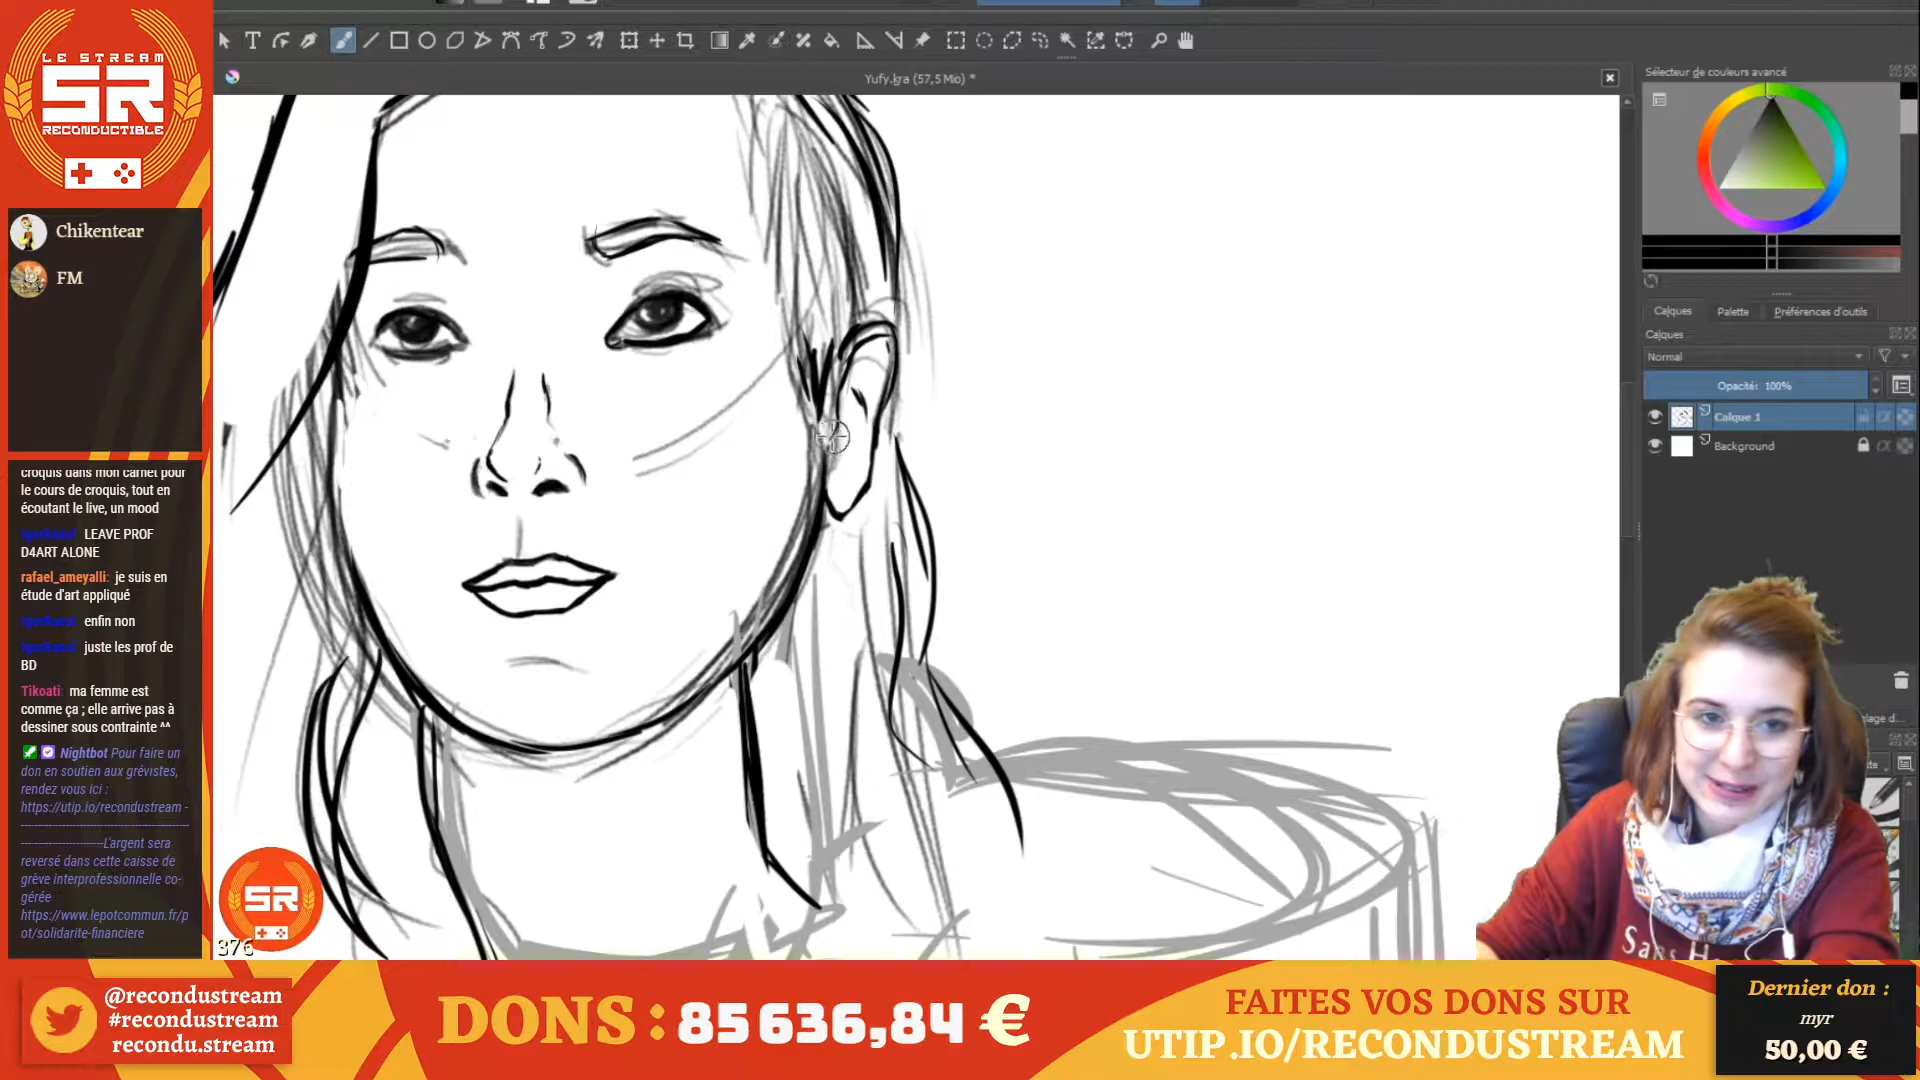 LE STREAM
SR
RECONDUCTIBLE
Chikentear
FM
croquis dans mon carnet pour
le cours de croquis, tout en
écoutant le live, un mood
IgorRaoul: LEAVE PROF
D4ART ALONE
rafael_ameyalli: je suis en
étude d'art appliqué
IgorRaoul: enfin non
IgorRaoul: juste les prof de
BD
Tikoati: ma femme est
comme ça ; elle arrive pas à
dessiner sous contrainte ^^
Nightbot Pour faire un
don en soutien aux grévistes,
rendez vous ici :
https://utip.io/recondustream -
L'argent sera
reversé dans cette caisse de
grève interprofessionnelle co-
gérée
https://www.lepotcommun.fr/p
ot/solidarite-financiere
Yufy.kra (57,5 Mio) *
Sélecteur de couleurs avancé
Calques
Palette
Préférences d'outils
Calques
Normal
Opacité: 100%
Calque 1
Background
SR
376
@recondustream
#recondustream
recondu.stream
DONS : 85 636,84 €
FAITES VOS DONS SUR
UTIP.IO/RECONDUSTREAM
Dernier don :
myr
50,00 €